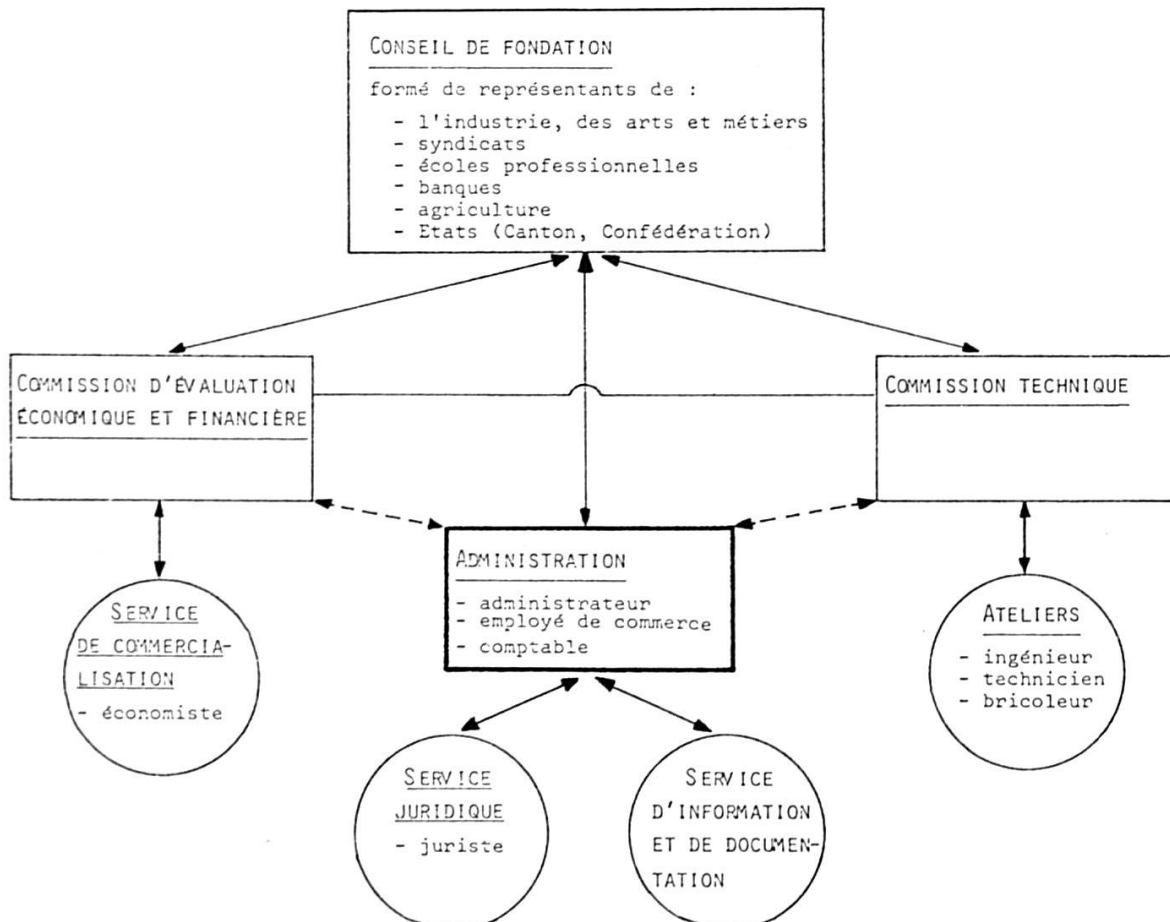 CONSEIL DE FONDATION
formé de représentants de :
- l'industrie, des arts et métiers
- syndicats
- écoles professionnelles
- banques
- agriculture
- Etats (Canton, Confédération)
COMMISSION D'ÉVALUATION
ÉCONOMIQUE ET FINANCIÈRE
COMMISSION TECHNIQUE
ADMINISTRATION
- administrateur
- employé de commerce
- comptable
SERVICE
DE COMMERCIA-
LISATION
- économiste
ATELIERS
- ingénieur
- technicien
- bricoleur
SERVICE
JURIDIQUE
- juriste
SERVICE
D'INFORMATION
ET DE DOCUMEN-
TATION